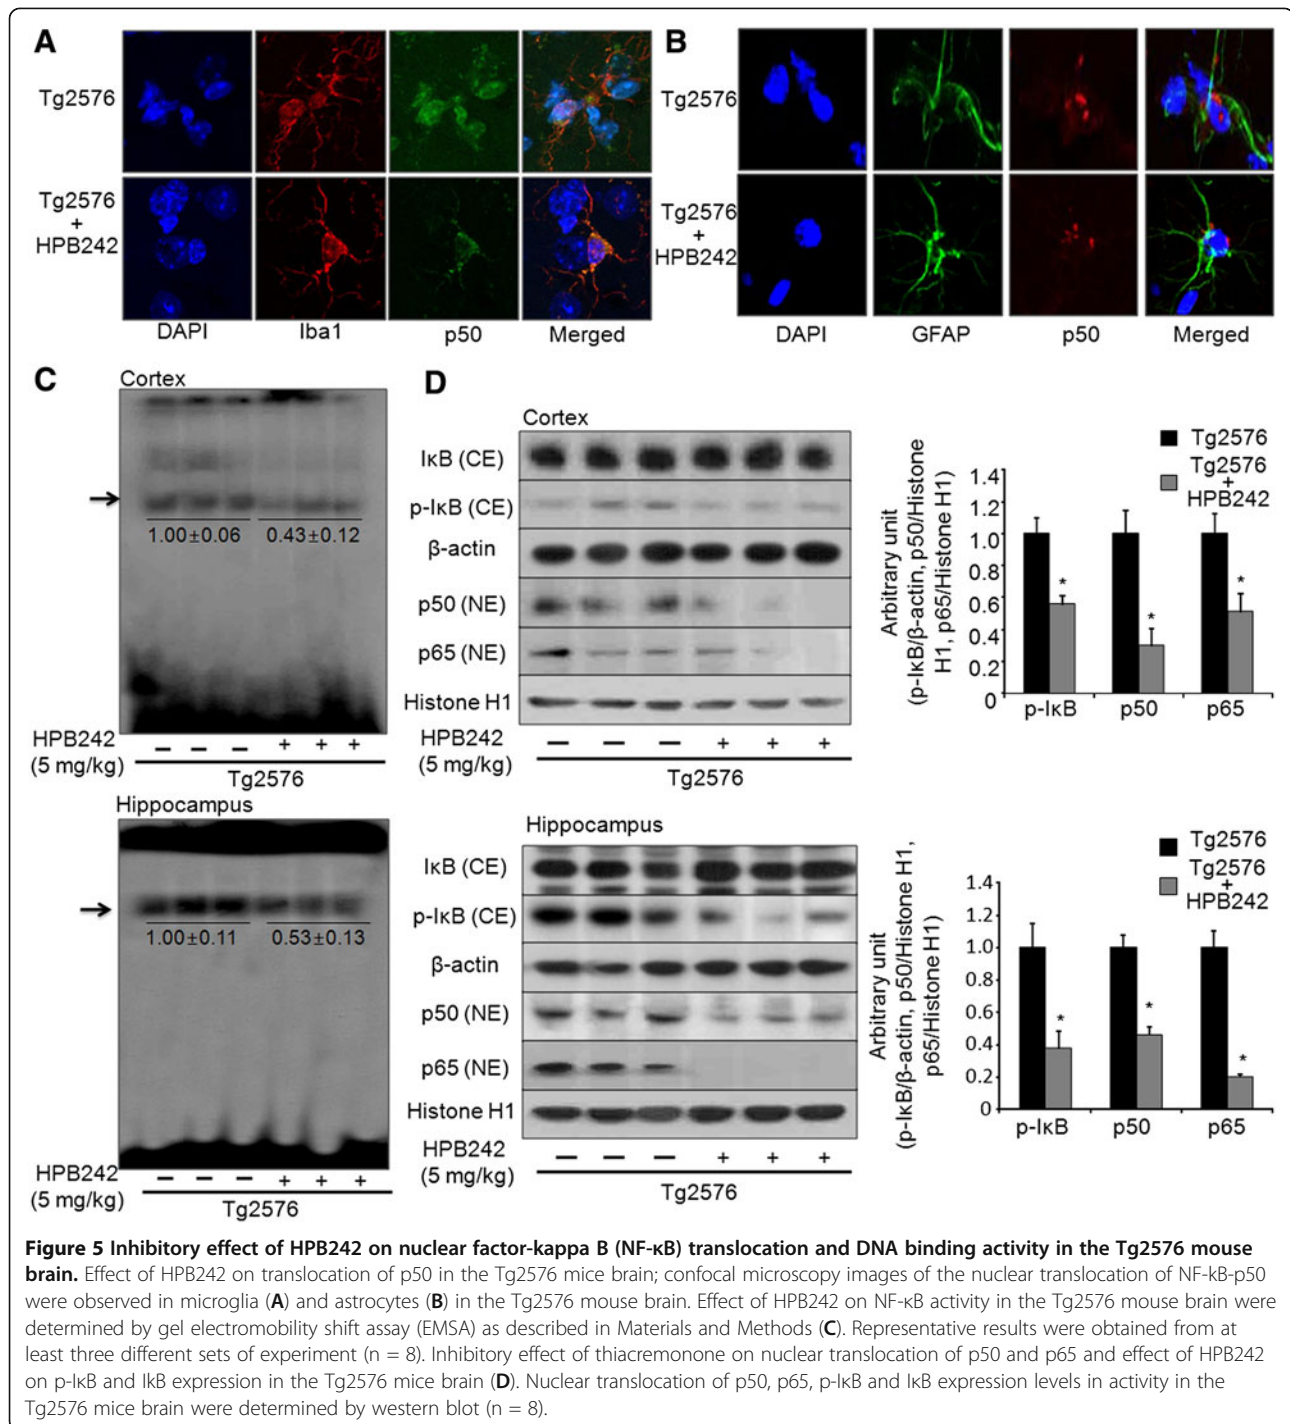 A
B
Tg2576
Tg2576
Tg2576
+
HPB242
Tg2576
+
HPB242
DAPI Iba1 p50 Merged
DAPI GFAP p50 Merged
C
Cortex
1.00±0.06 0.43±0.12
HPB242
(5 mg/kg)
– – – + + +
Tg2576
Hippocampus
1.00±0.11 0.53±0.13
HPB242
(5 mg/kg)
– – – + + +
Tg2576
D
Cortex
IκB (CE)
p-IκB (CE)
β-actin
p50 (NE)
p65 (NE)
Histone H1
HPB242
(5 mg/kg)
– – – + + +
Tg2576
Arbitrary unit
(p-IκB/β-actin, p50/Histone
H1, p65/Histone H1)
Tg2576
Tg2576
+
HPB242
1.4
1.2
1.0
0.8
0.6
0.4
0.2
0
* * *
p-IκB p50 p65
Hippocampus
IκB (CE)
p-IκB (CE)
β-actin
p50 (NE)
p65 (NE)
Histone H1
HPB242
(5 mg/kg)
– – – + + +
Tg2576
Arbitrary unit
(p-IκB/β-actin, p50/Histone H1,
p65/Histone H1)
Tg2576
Tg2576
+
HPB242
1.4
1.2
1.0
0.8
0.6
0.4
0.2
0
* * *
p-IκB p50 p65
Figure 5 Inhibitory effect of HPB242 on nuclear factor-kappa B (NF-κB) translocation and DNA binding activity in the Tg2576 mouse
brain. Effect of HPB242 on translocation of p50 in the Tg2576 mice brain; confocal microscopy images of the nuclear translocation of NF-kB-p50
were observed in microglia (A) and astrocytes (B) in the Tg2576 mouse brain. Effect of HPB242 on NF-κB activity in the Tg2576 mouse brain were
determined by gel electromobility shift assay (EMSA) as described in Materials and Methods (C). Representative results were obtained from at
least three different sets of experiment (n = 8). Inhibitory effect of thiacremonone on nuclear translocation of p50 and p65 and effect of HPB242
on p-IκB and IkB expression in the Tg2576 mice brain (D). Nuclear translocation of p50, p65, p-IκB and IκB expression levels in activity in the
Tg2576 mice brain were determined by western blot (n = 8).